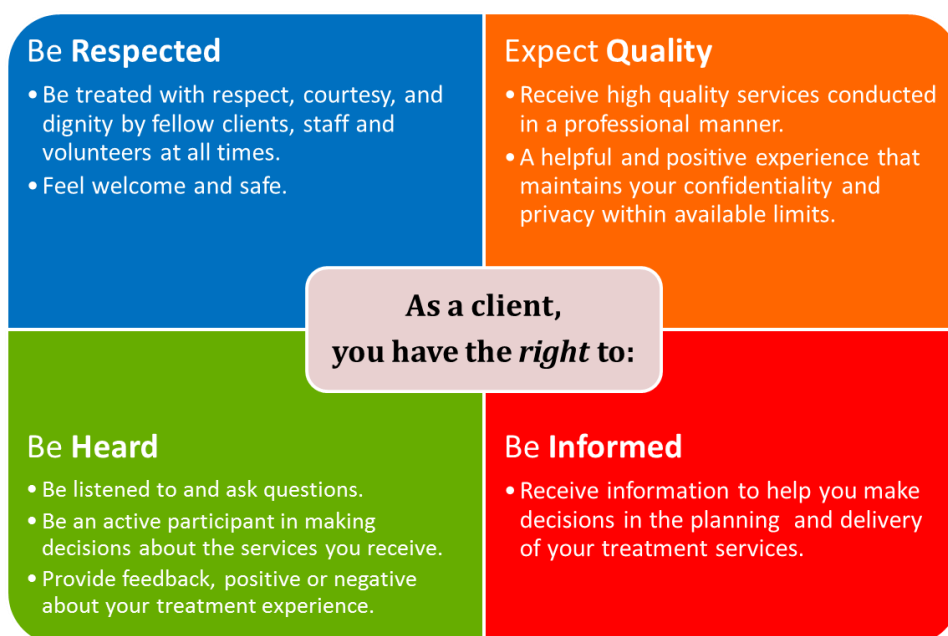 Be Respected
• Be treated with respect, courtesy, and
dignity by fellow clients, staff and
volunteers at all times.
• Feel welcome and safe.
Expect Quality
• Receive high quality services conducted
in a professional manner.
• A helpful and positive experience that
maintains your confidentiality and
privacy within available limits.
As a client,
you have the right to:
Be Heard
• Be listened to and ask questions.
• Be an active participant in making
decisions about the services you receive.
• Provide feedback, positive or negative
about your treatment experience.
Be Informed
• Receive information to help you make
decisions in the planning  and delivery
of your treatment services.